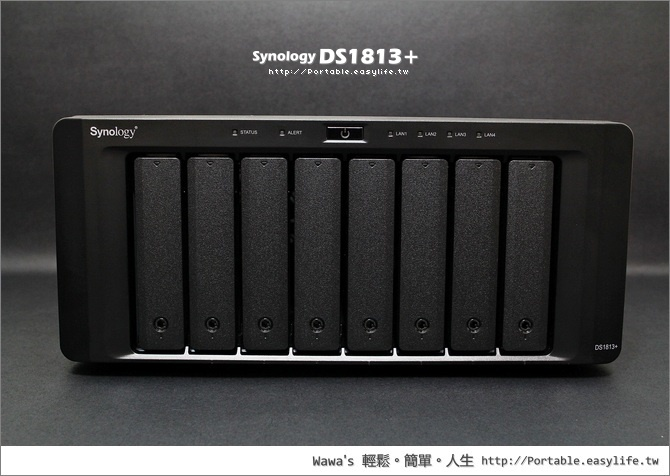 Synology DS1813+
http://Portable.easylife.tw
Synology®
STATUS
ALERT
LAN1
LAN2
LAN3
LAN4
DS1813+
Wawa's 輕鬆。簡單。人生 http://Portable.easylife.tw